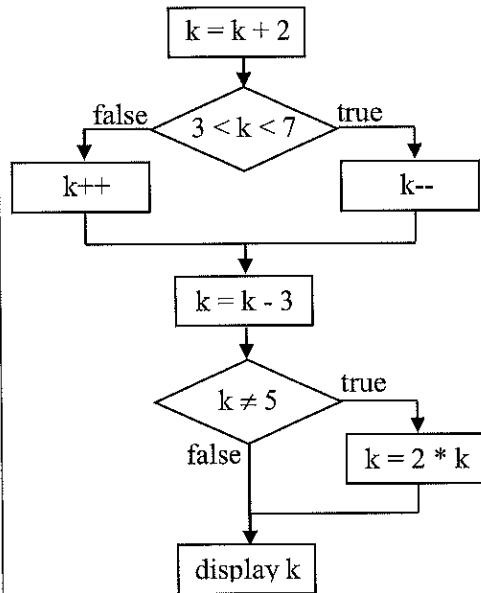 k = k + 2
false
true
3 < k < 7
k++
k--
k = k - 3
true
k ≠ 5
false
k = 2 * k
display k